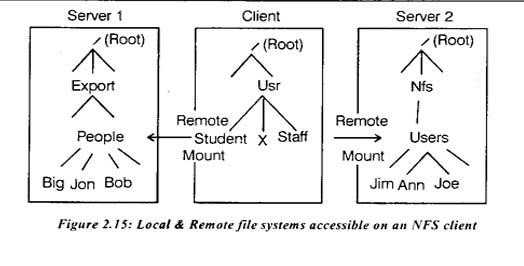 Server 1
Client
Server 2
(Root)
(Root)
(Root)
Export
Usr
Nfs
Remote
Remote
People
Student
X
Staff
Users
Mount
Mount
Big Jon Bob
Jim Ann Joe
Figure 2.15: Local & Remote file systems accessible on an NFS client